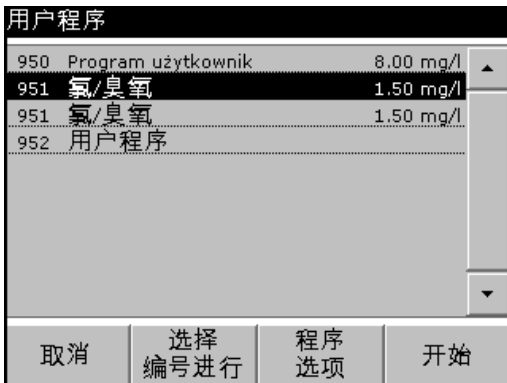 用户程序
950 Program użytkownik 8.00 mg/l
951 氯/臭氧 1.50 mg/l
951 氯/臭氧 1.50 mg/l
952 用户程序
取消
选择
编号进行
程序
选项
开始